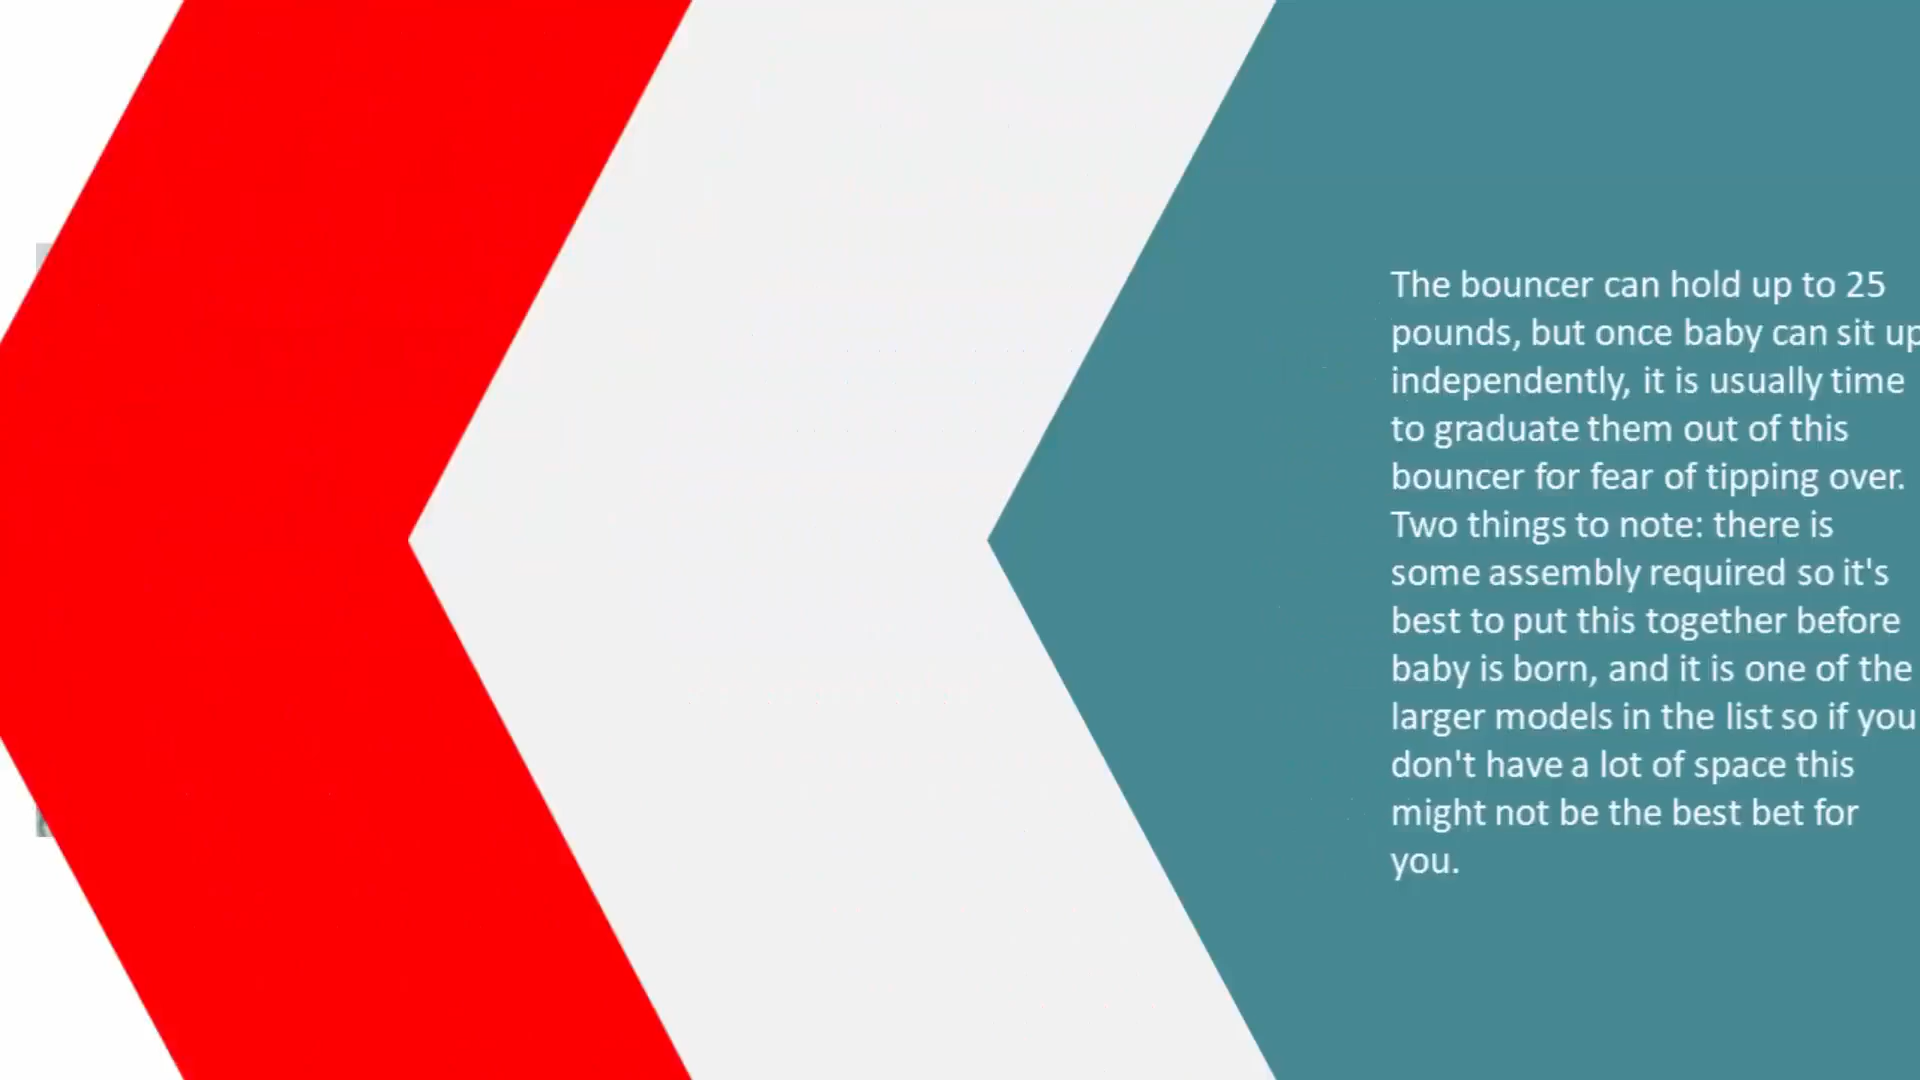 The bouncer can hold up to 25
pounds, but once baby can sit up
independently, it is usually time
to graduate them out of this
bouncer for fear of tipping over.
Two things to note: there is
some assembly required so it's
best to put this together before
baby is born, and it is one of the
larger models in the list so if you
don't have a lot of space this
might not be the best bet for
you.